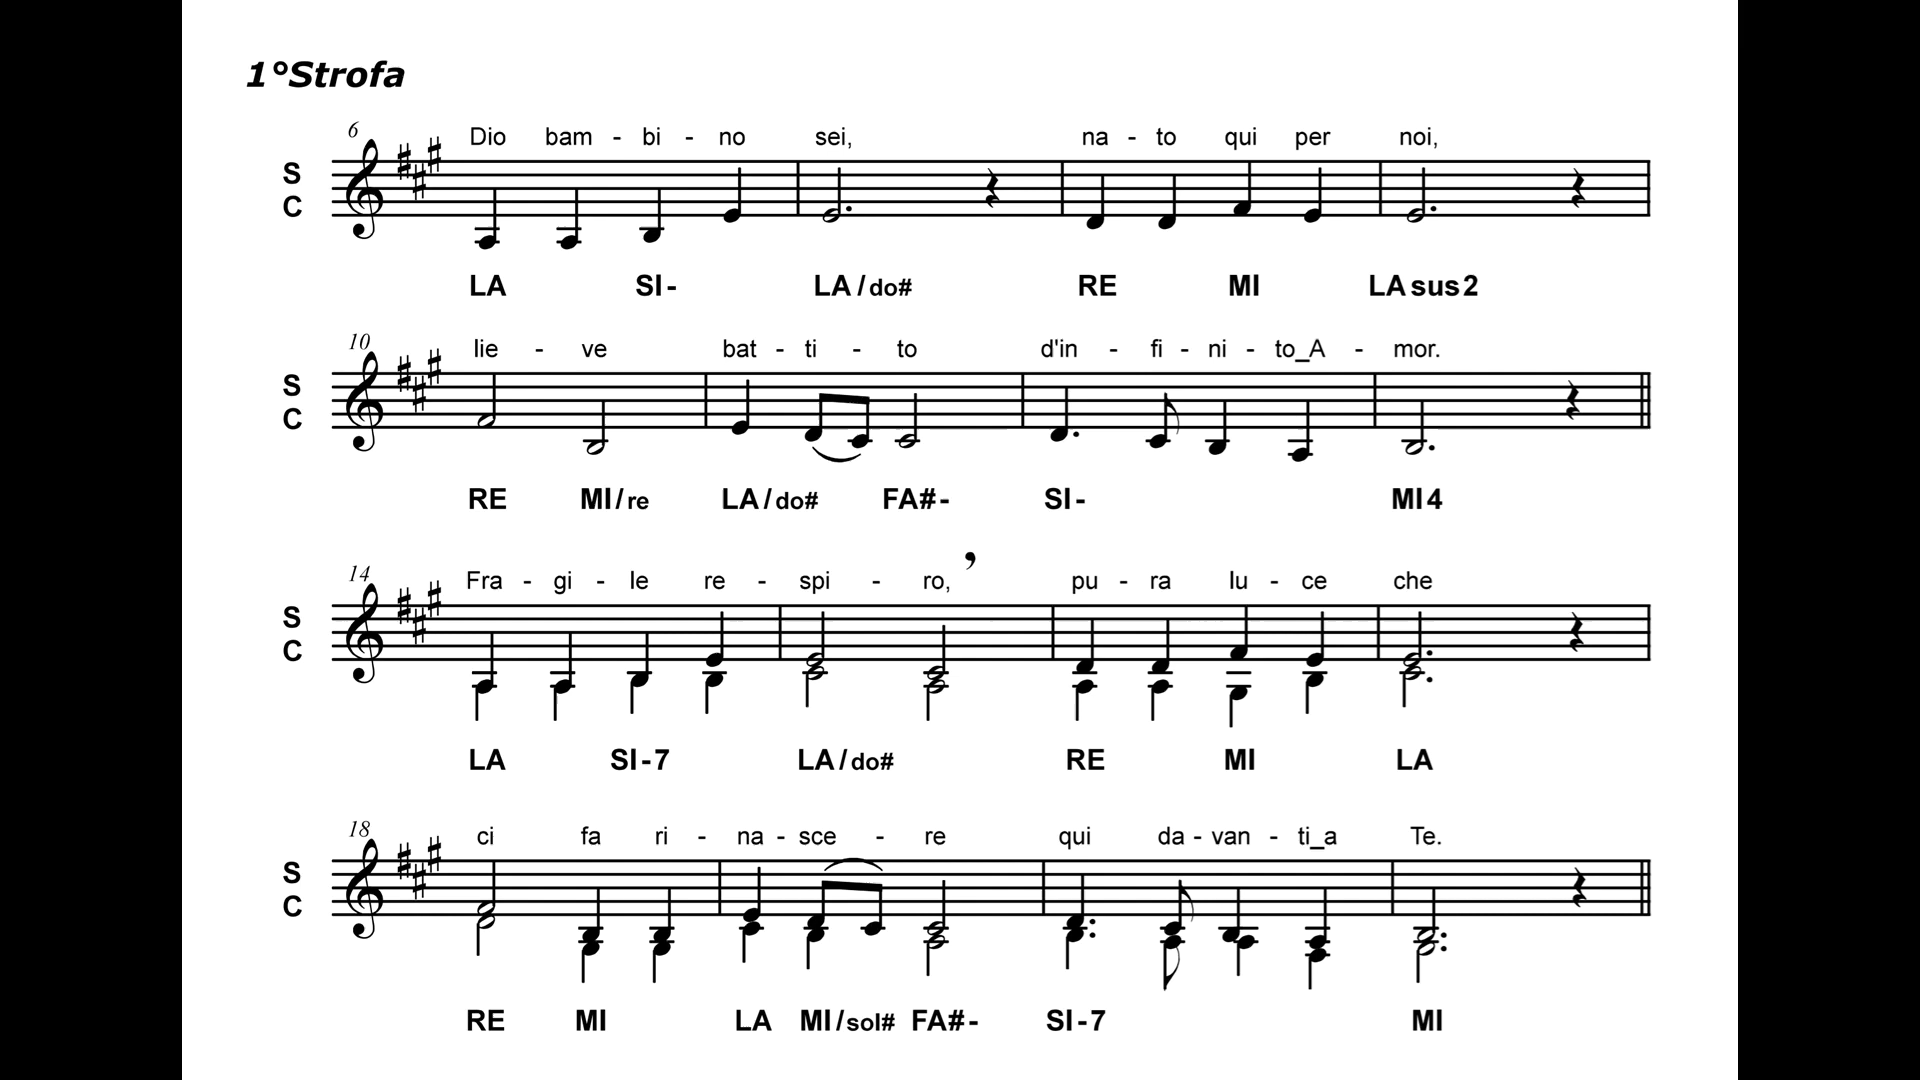 1°Strofa
6 Dio bam - bi - no sei, na - to qui per noi,
S
C
LA SI- LA/do# RE MI LAsus2
10 lie - ve bat - ti - to d'in - fi - ni - to_A - mor.
S
C
RE MI/re LA/do# FA#- SI- MI4
14 Fra - gi - le re - spi - ro, pu - ra lu - ce che
S
C
LA SI-7 LA/do# RE MI LA
18 ci fa ri - na - sce - re qui da - van - ti_a Te.
S
C
RE MI LA MI/sol# FA#- SI-7 MI